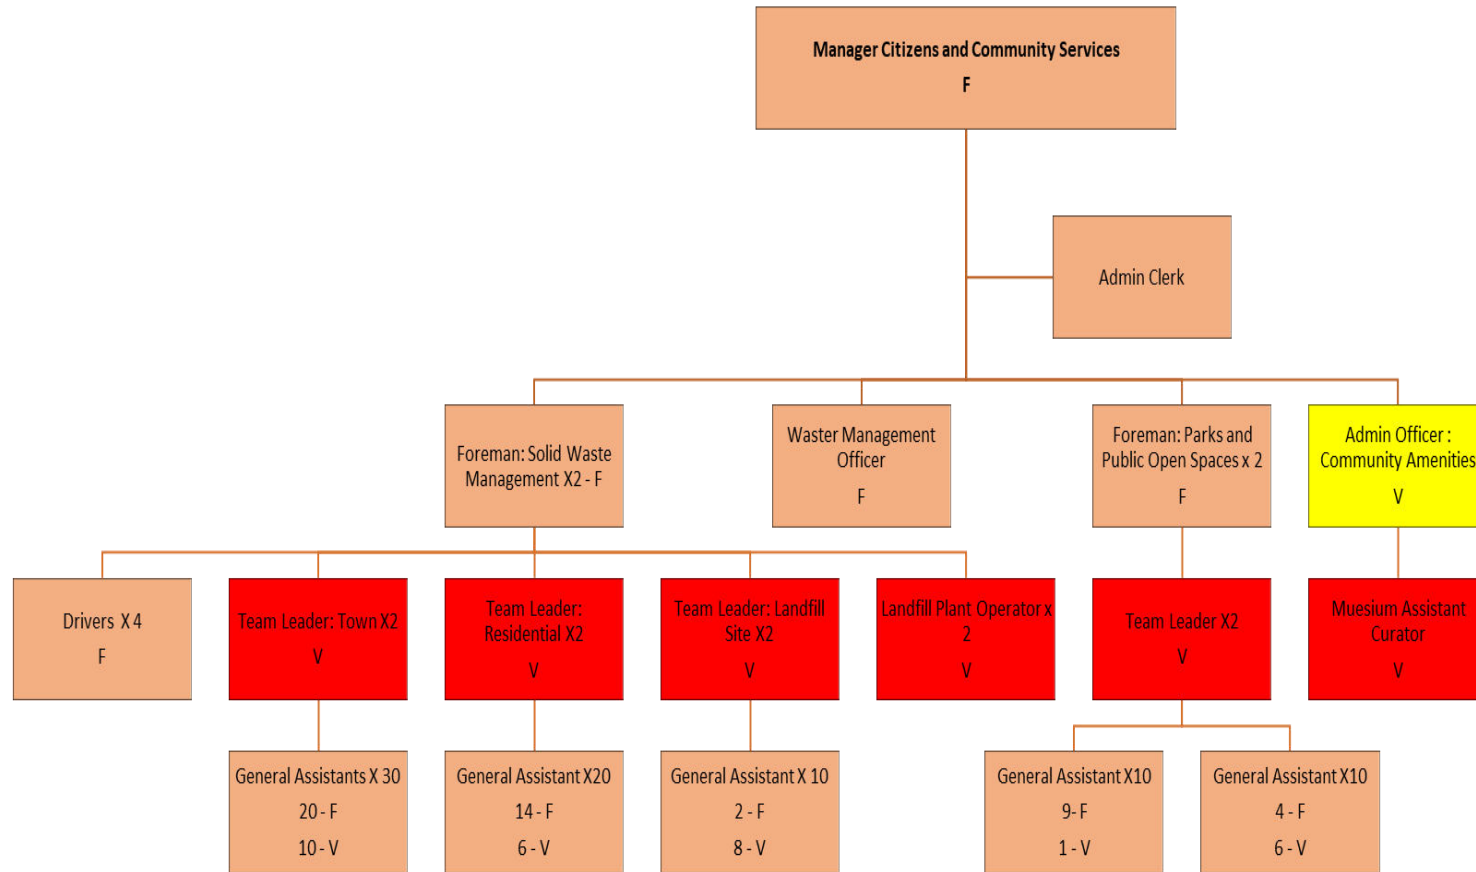 Manager Citizens and Community Services
F
Admin Clerk
Foreman: Solid Waste
Management X2 - F
Waster Management
Officer
F
Foreman: Parks and
Public Open Spaces x 2
F
Admin Officer :
Community Amenities
V
Drivers X 4
F
Team Leader: Town X2
V
Team Leader:
Residential X2
V
Team Leader: Landfill
Site X2
V
Landfill Plant Operator x
2
V
Team Leader X2
V
Muesium Assistant
Curator
V
General Assistants X 30
20 - F
10 - V
General Assistant X20
14 - F
6 - V
General Assistant X 10
2 - F
8 - V
General Assistant X10
9- F
1 - V
General Assistant X10
4 - F
6 - V